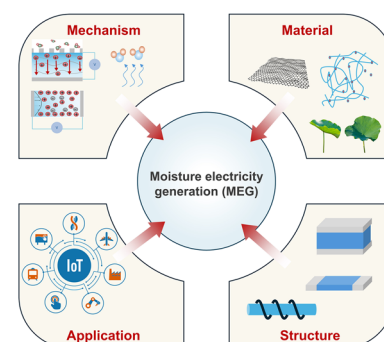 Mechanism
Material
Moisture electricity
generation (MEG)
IoT
Application
Structure